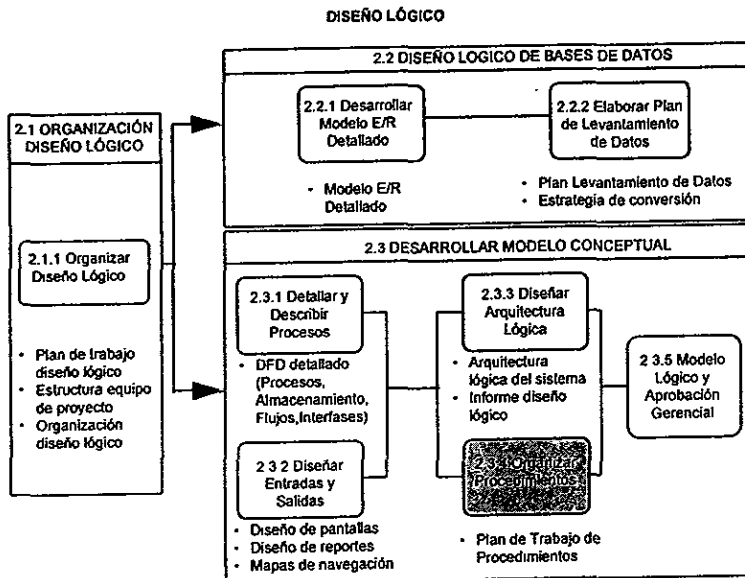 DISEÑO LÓGICO
2.1 ORGANIZACIÓN
DISEÑO LÓGICO
2.1.1 Organizar
Diseño Lógico
• Plan de trabajo
diseño lógico
• Estructura equipo
de proyecto
• Organización
diseño lógico
2.2 DISEÑO LOGICO DE BASES DE DATOS
2.2.1 Desarrollar
Modelo E/R
Detallado
• Modelo E/R
Detallado
2.2.2 Elaborar Plan
de Levantamiento
de Datos
• Plan Levantamiento de Datos
• Estrategia de conversión
2.3 DESARROLLAR MODELO CONCEPTUAL
2.3.1 Detallar y
Describir
Procesos
• DFD detallado
(Procesos,
Almacenamiento,
Flujos,Interfases)
2 3 2 Diseñar
Entradas y
Salidas
• Diseño de pantallas
• Diseño de reportes
• Mapas de navegación
2.3.3 Diseñar
Arquitectura
Lógica
• Arquitectura
lógica del sistema
• Informe diseño
lógico
2.3.4 Organizar
Procedimientos
• Plan de Trabajo de
Procedimientos
2 3.5 Modelo
Lógico y
Aprobación
Gerencial